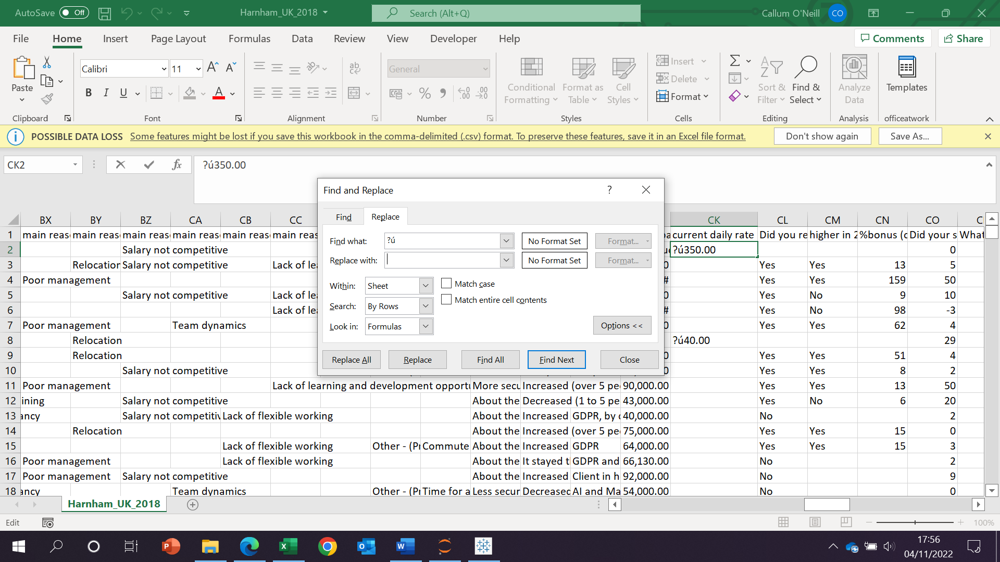 AutoSave Off Harnham_UK_2018 Search (Alt+Q) Callum O'Neill CO
File Home Insert Page Layout Formulas Data Review View Developer Help Comments Share
Paste Calibri 11 General Conditional Formatting Format as Table Cell Styles Insert Delete Format Sort & Filter Find & Select Analyze Data Templates
Clipboard Font Alignment Number Styles Cells Editing Analysis officeatwork
POSSIBLE DATA LOSS Some features might be lost if you save this workbook in the comma-delimited (.csv) format. To preserve these features, save it in an Excel file format. Don't show again Save As...
CK2 fx ?ú350.00
Find and Replace ?
Find Replace
Find what: ?ú No Format Set Format...
Replace with: No Format Set Format...
Within: Sheet Match case
Search: By Rows Match entire cell contents
Look in: Formulas Options <<
Replace All Replace Find All Find Next Close
BX BY BZ CA CB CC CK CL CM CN CO
1 main reas main reas main reas main reas main reas main reas current daily rate Did you re higher in 2 %bonus (c Did your s What
2 Salary not competitive ?ú350.00 0
3 Relocation Salary not competitive Lack of lea 0 Yes Yes 13 5
4 Poor management # Yes Yes 159 50
5 Salary not competitive Lack of lea 0 Yes No 9 10
6 Lack of lea # Yes No 98 -3
7 Poor management Team dynamics 0 Yes Yes 62 4
8 Relocation ?ú40.00 29
9 Relocation 0 Yes Yes 51 4
10 Salary not competitive 0 Yes Yes 8 2
11 Poor management Lack of learning and development opportu More secu Increased (over 5 pe 90,000.00 Yes Yes 13 50
12 ining Salary not competitive About the Decreased (1 to 5 pe 43,000.00 Yes No 6 20
13 ancy Salary not competitiv Lack of flexible working About the Increased GDPR, by 40,000.00 No 2
14 Relocation About the Increased (over 5 pe 75,000.00 Yes Yes 15 0
15 Lack of flexible working Other - (Pr Commute About the Increased GDPR 64,000.00 Yes Yes 15 3
16 Poor management Lack of flexible working About the It stayed t GDPR and 66,130.00 No 2
17 Poor management Salary not competitive About the Increased Client in h 92,000.00 No 9
18 ancy Team dynamics Other - (Pr Time for a Less secur Decreased AI and Ma 54,000.00 No 0
Harnham_UK_2018
Edit 100%
17:56
04/11/2022